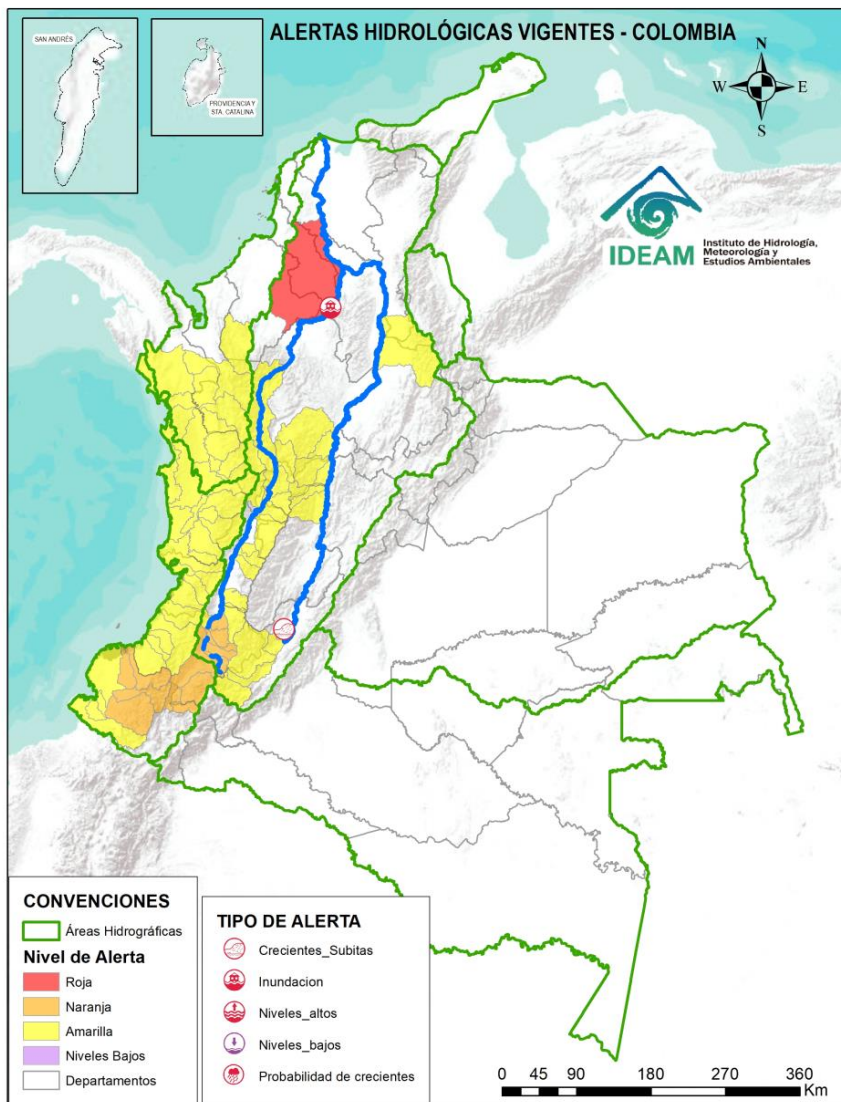 ALERTAS HIDROLÓGICAS VIGENTES - COLOMBIA
SAN ANDRÉS
PROVIDENCIA Y
STA. CATALINA
N
W
E
S
IDEAM
Instituto de Hidrología,
Meteorología y
Estudios Ambientales
CONVENCIONES
Áreas Hidrográficas
Nivel de Alerta
Roja
Naranja
Amarilla
Niveles Bajos
Departamentos
TIPO DE ALERTA
Crecientes_Subitas
Inundacion
Niveles_altos
Niveles_bajos
Probabilidad de crecientes
0 45 90 180 270 360
Km